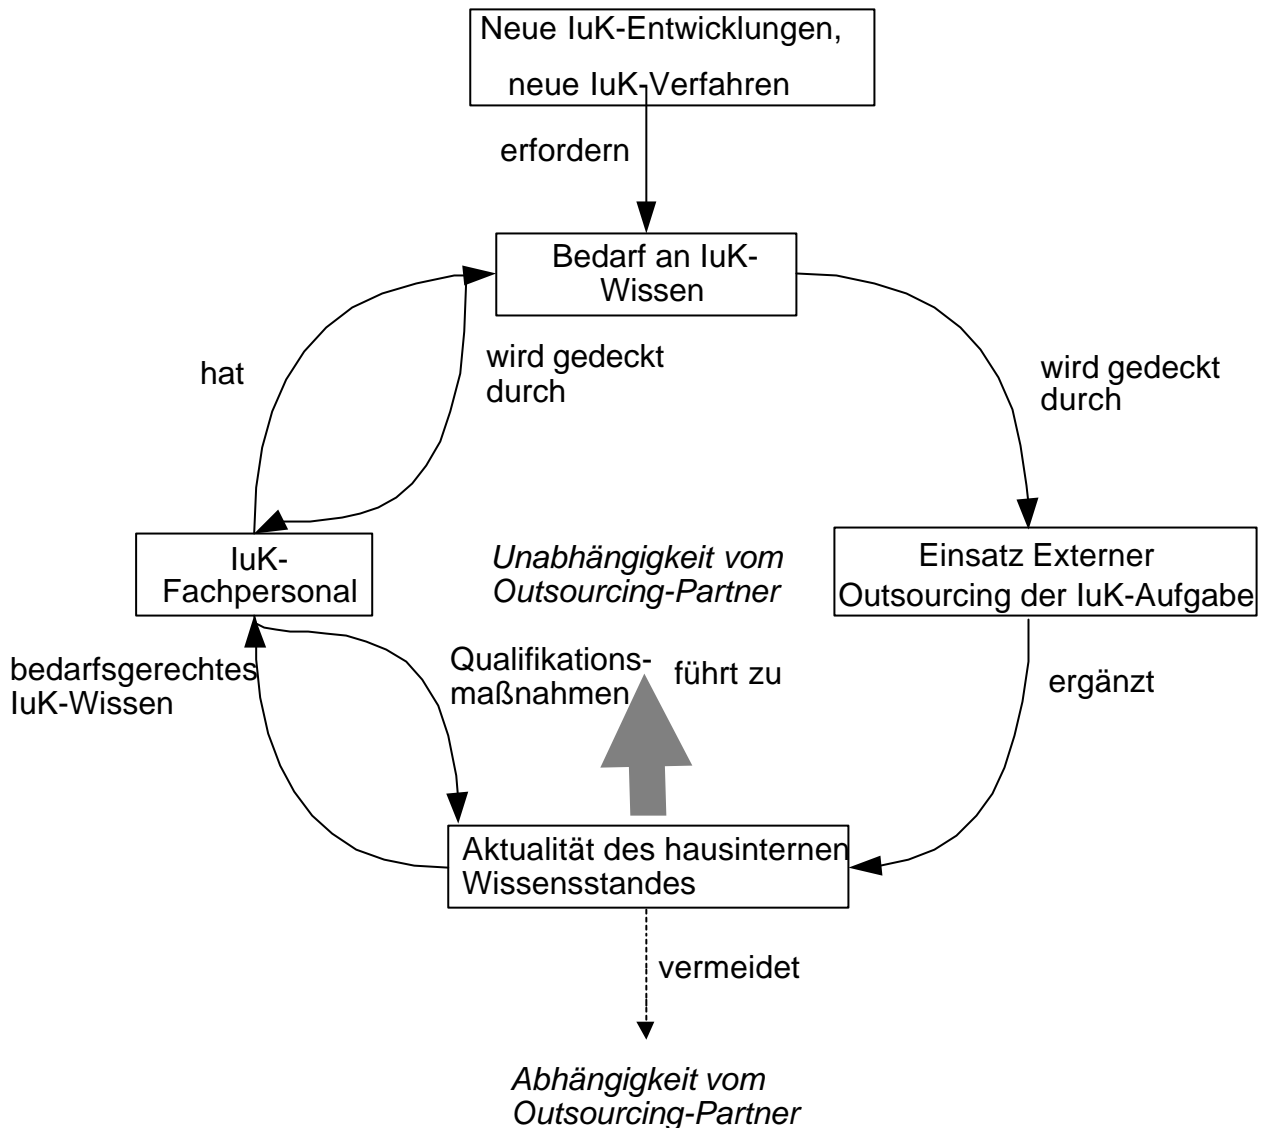 Neue IuK-Entwicklungen,
neue IuK-Verfahren
erfordern
Bedarf an IuK-
Wissen
hat
wird gedeckt
durch
wird gedeckt
durch
IuK-
Fachpersonal
Unabhängigkeit vom
Outsourcing-Partner
Einsatz Externer
Outsourcing der IuK-Aufgabe
bedarfsgerechtes
IuK-Wissen
Qualifikations-
maßnahmen
führt zu
ergänzt
Aktualität des hausinternen
Wissensstandes
vermeidet
Abhängigkeit vom
Outsourcing-Partner